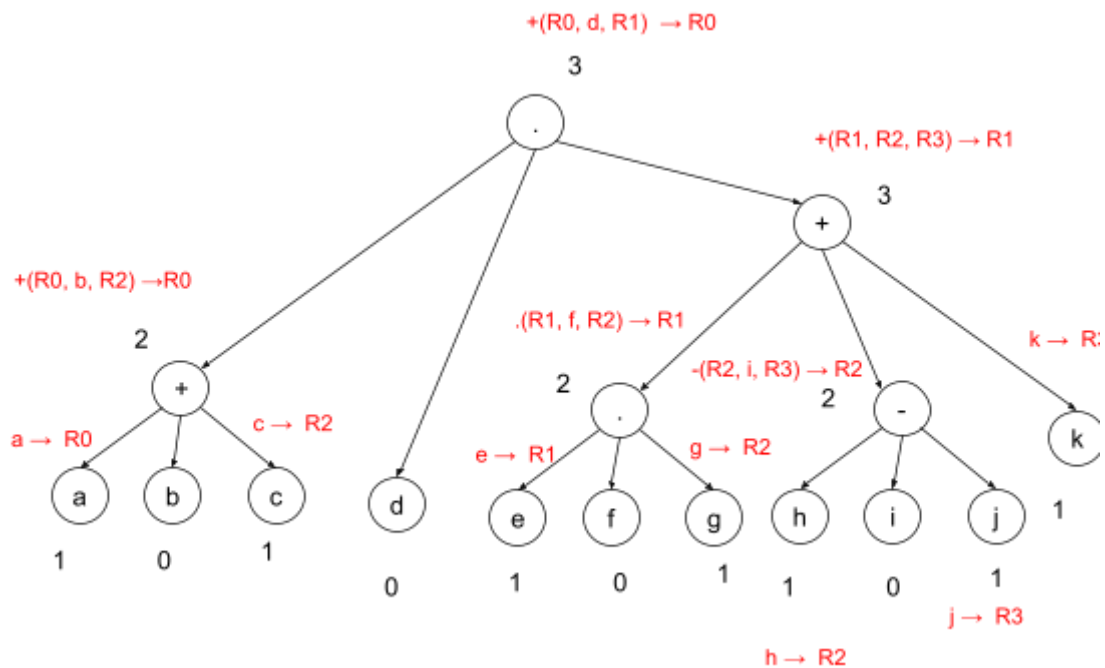 +(R0, d, R1) → R0
3
.
+(R1, R2, R3) → R1
3
+
+(R0, b, R2) →R0
2
+
.(R1, f, R2) → R1
2
.
-(R2, i, R3) → R2
2
-
k → R3
k
1
a → R0
c → R2
a
b
c
1
0
1
d
0
e → R1
g → R2
e
f
g
1
0
1
h
i
j
1
0
1
j → R3
h → R2